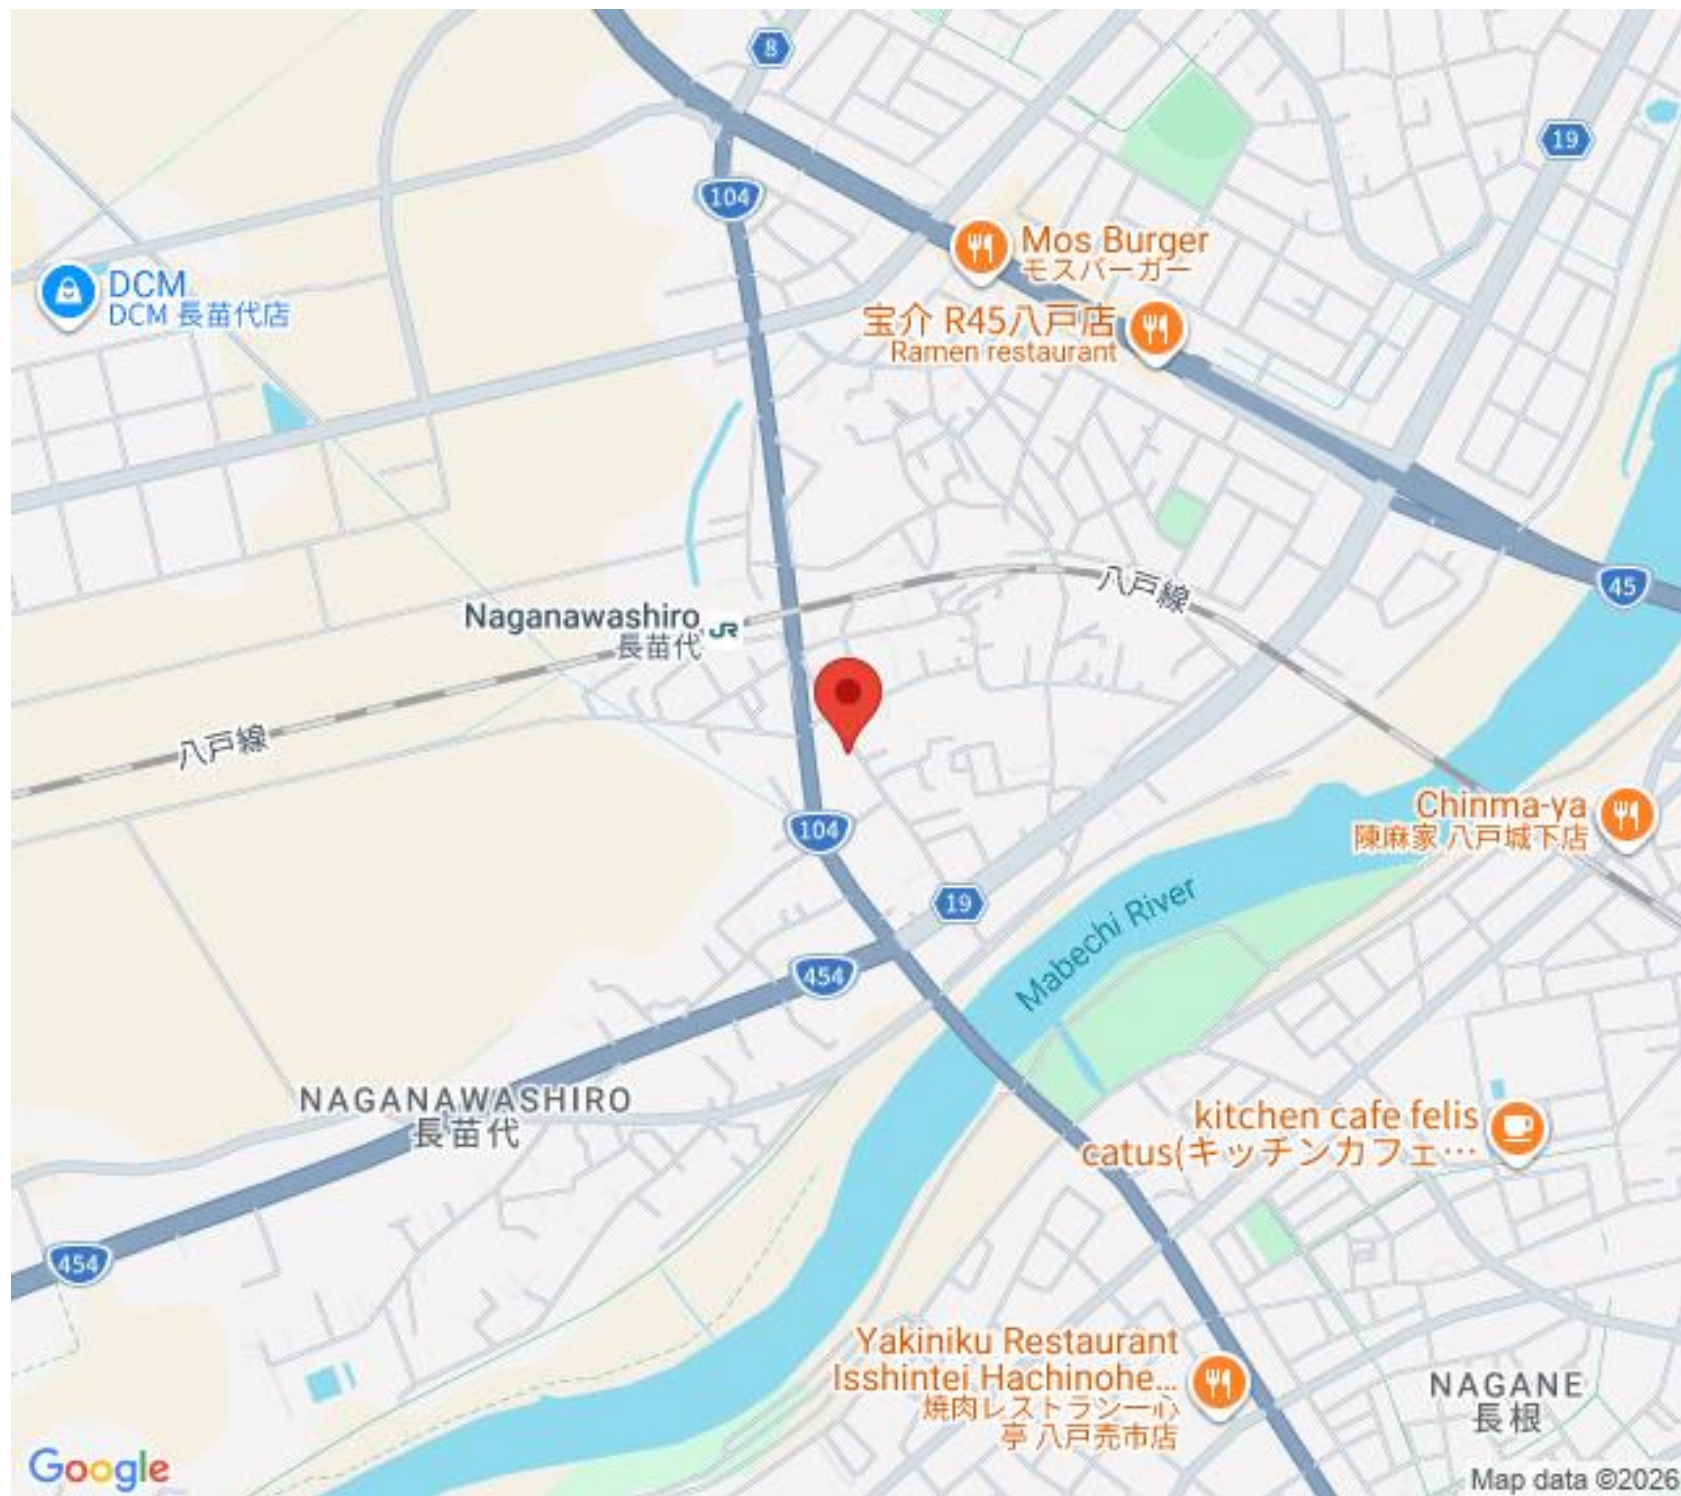 8
19
104
Mos Burger
モスバーガー
DCM
DCM 長苗代店
宝介 R45八戸店
Ramen restaurant
八戸線
45
Naganawashiro
長苗代
JR
八戸線
Chinma-ya
陳麻家 八戸城下店
104
19
Mabechi River
454
NAGANAWASHIRO
長苗代
kitchen cafe felis
catus(キッチンカフェ…
454
Yakiniku Restaurant
Isshintei Hachinohe...
焼肉レストラン一心
亭 八戸売市店
NAGANE
長根
Google
Map data ©2026